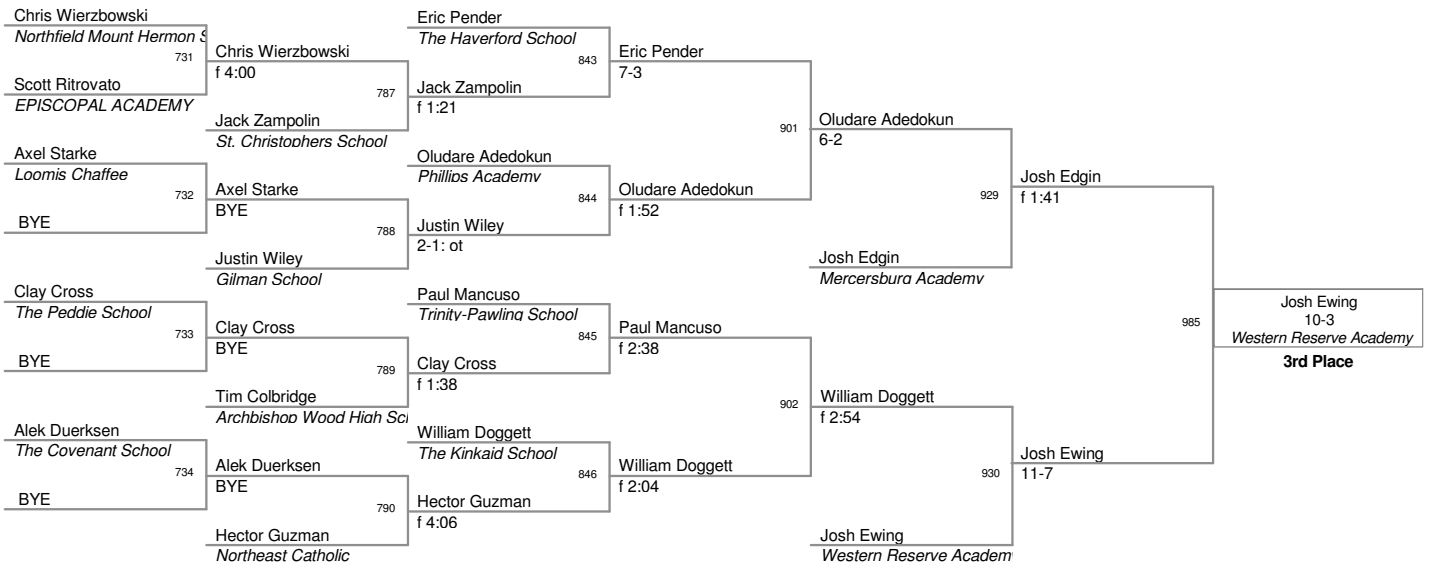 Chris Wierzbowski
Northfield Mount Hermon S
731
Scott Ritrovato
EPISCOPAL ACADEMY
Axel Starke
Loomis Chaffee
732
BYE
Clay Cross
The Peddie School
733
BYE
Alek Duerksen
The Covenant School
734
BYE
Chris Wierzbowski
f 4:00
787
Jack Zampolin
St. Christophers School
Axel Starke
BYE
788
Justin Wiley
Gilman School
Clay Cross
BYE
789
Tim Colbridge
Archbishop Wood High Scl
Alek Duerksen
BYE
790
Hector Guzman
Northeast Catholic
Eric Pender
The Haverford School
843
Jack Zampolin
f 1:21
Oludare Adedokun
Phillips Academy
844
Justin Wiley
2-1: ot
Paul Mancuso
Trinity-Pawling School
845
Clay Cross
f 1:38
William Doggett
The Kinkaid School
846
Hector Guzman
f 4:06
Eric Pender
7-3
901
Oludare Adedokun
f 1:52
Paul Mancuso
f 2:38
902
William Doggett
f 2:04
Oludare Adedokun
6-2
929
Josh Edgin
Mercersburg Academy
William Doggett
f 2:54
930
Josh Ewing
Western Reserve Academ
Josh Edgin
f 1:41
985
Josh Ewing
11-7
Josh Ewing
10-3
Western Reserve Academy
3rd Place